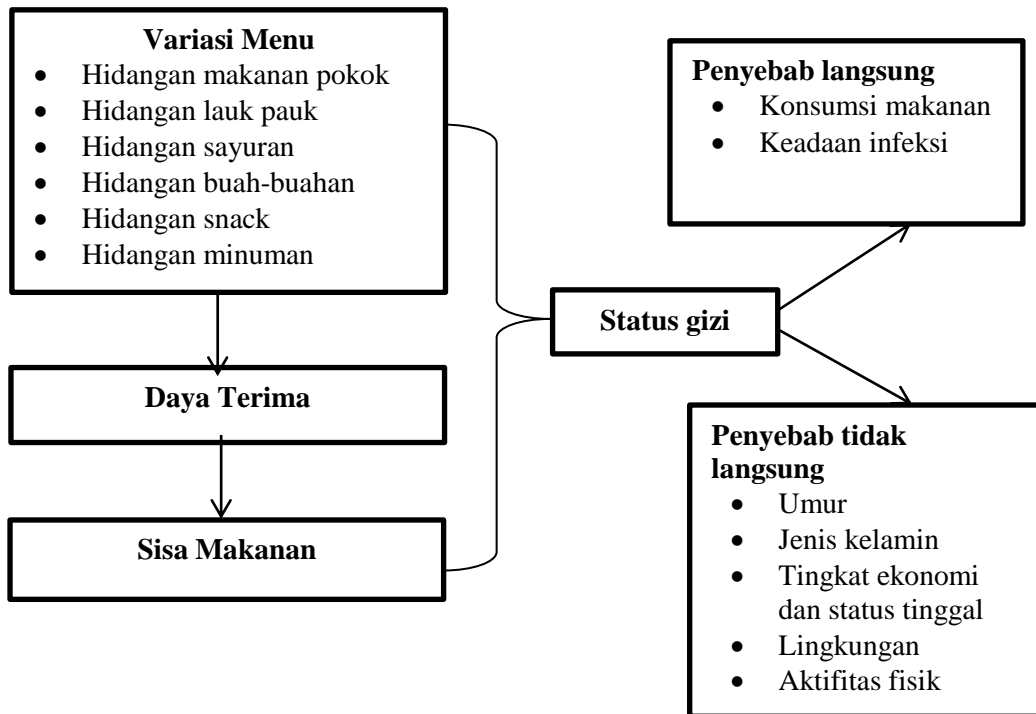 Variasi Menu
• Hidangan makanan pokok
• Hidangan lauk pauk
• Hidangan sayuran
• Hidangan buah-buahan
• Hidangan snack
• Hidangan minuman
Daya Terima
Sisa Makanan
Status gizi
Penyebab langsung
• Konsumsi makanan
• Keadaan infeksi
Penyebab tidak
langsung
• Umur
• Jenis kelamin
• Tingkat ekonomi
dan status tinggal
• Lingkungan
• Aktifitas fisik